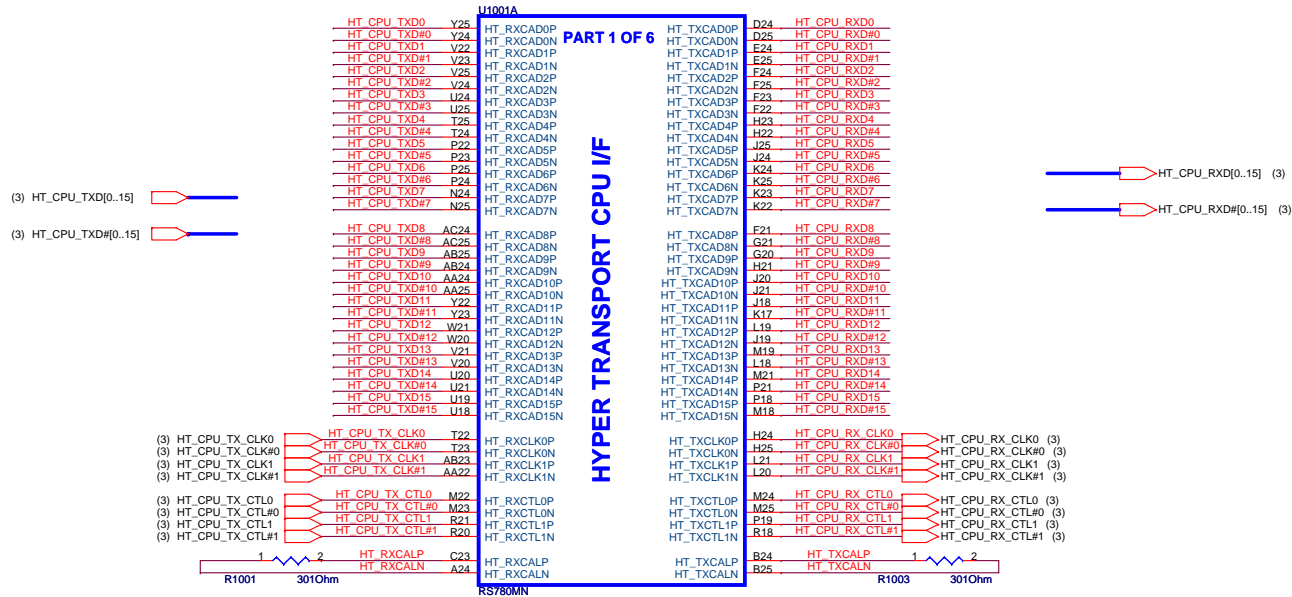 U1001A
PART 1 OF 6
HYPER TRANSPORT CPU I/F
HT_CPU_TXD0 Y25 HT_RXCAD0P HT_TXCAD0P D24 HT_CPU_RXD0
HT_CPU_TXD#0 Y24 HT_RXCAD0N HT_TXCAD0N D25 HT_CPU_RXD#0
HT_CPU_TXD1 V22 HT_RXCAD1P HT_TXCAD1P E24 HT_CPU_RXD1
HT_CPU_TXD#1 V23 HT_RXCAD1N HT_TXCAD1N E25 HT_CPU_RXD#1
HT_CPU_TXD2 V25 HT_RXCAD2P HT_TXCAD2P F24 HT_CPU_RXD2
HT_CPU_TXD#2 V24 HT_RXCAD2N HT_TXCAD2N F25 HT_CPU_RXD#2
HT_CPU_TXD3 U24 HT_RXCAD3P HT_TXCAD3P F23 HT_CPU_RXD3
HT_CPU_TXD#3 U25 HT_RXCAD3N HT_TXCAD3N F22 HT_CPU_RXD#3
HT_CPU_TXD4 T25 HT_RXCAD4P HT_TXCAD4P H23 HT_CPU_RXD4
HT_CPU_TXD#4 T24 HT_RXCAD4N HT_TXCAD4N H22 HT_CPU_RXD#4
HT_CPU_TXD5 P22 HT_RXCAD5P HT_TXCAD5P J25 HT_CPU_RXD5
HT_CPU_TXD#5 P23 HT_RXCAD5N HT_TXCAD5N J24 HT_CPU_RXD#5
HT_CPU_TXD6 P25 HT_RXCAD6P HT_TXCAD6P K24 HT_CPU_RXD6
HT_CPU_TXD#6 P24 HT_RXCAD6N HT_TXCAD6N K25 HT_CPU_RXD#6
HT_CPU_TXD7 N24 HT_RXCAD7P HT_TXCAD7P K23 HT_CPU_RXD7
HT_CPU_TXD#7 N25 HT_RXCAD7N HT_TXCAD7N K22 HT_CPU_RXD#7
(3) HT_CPU_TXD[0..15]
(3) HT_CPU_TXD#[0..15]
HT_CPU_RXD[0..15] (3)
HT_CPU_RXD#[0..15] (3)
HT_CPU_TXD8 AC24 HT_RXCAD8P HT_TXCAD8P F21 HT_CPU_RXD8
HT_CPU_TXD#8 AC25 HT_RXCAD8N HT_TXCAD8N G21 HT_CPU_RXD#8
HT_CPU_TXD9 AB25 HT_RXCAD9P HT_TXCAD9P G20 HT_CPU_RXD9
HT_CPU_TXD#9 AB24 HT_RXCAD9N HT_TXCAD9N H21 HT_CPU_RXD#9
HT_CPU_TXD10 AA24 HT_RXCAD10P HT_TXCAD10P J20 HT_CPU_RXD10
HT_CPU_TXD#10 AA25 HT_RXCAD10N HT_TXCAD10N J21 HT_CPU_RXD#10
HT_CPU_TXD11 Y22 HT_RXCAD11P HT_TXCAD11P J18 HT_CPU_RXD11
HT_CPU_TXD#11 Y23 HT_RXCAD11N HT_TXCAD11N K17 HT_CPU_RXD#11
HT_CPU_TXD12 W21 HT_RXCAD12P HT_TXCAD12P L19 HT_CPU_RXD12
HT_CPU_TXD#12 W20 HT_RXCAD12N HT_TXCAD12N J19 HT_CPU_RXD#12
HT_CPU_TXD13 V21 HT_RXCAD13P HT_TXCAD13P M19 HT_CPU_RXD13
HT_CPU_TXD#13 V20 HT_RXCAD13N HT_TXCAD13N L18 HT_CPU_RXD#13
HT_CPU_TXD14 U20 HT_RXCAD14P HT_TXCAD14P M21 HT_CPU_RXD14
HT_CPU_TXD#14 U21 HT_RXCAD14N HT_TXCAD14N P21 HT_CPU_RXD#14
HT_CPU_TXD15 U19 HT_RXCAD15P HT_TXCAD15P P18 HT_CPU_RXD15
HT_CPU_TXD#15 U18 HT_RXCAD15N HT_TXCAD15N M18 HT_CPU_RXD#15
(3) HT_CPU_TX_CLK0 HT_CPU_TX_CLK0 T22 HT_RXCLK0P HT_TXCLK0P H24 HT_CPU_RX_CLK0 HT_CPU_RX_CLK0 (3)
(3) HT_CPU_TX_CLK#0 HT_CPU_TX_CLK#0 T23 HT_RXCLK0N HT_TXCLK0N H25 HT_CPU_RX_CLK#0 HT_CPU_RX_CLK#0 (3)
(3) HT_CPU_TX_CLK1 HT_CPU_TX_CLK1 AB23 HT_RXCLK1P HT_TXCLK1P L21 HT_CPU_RX_CLK1 HT_CPU_RX_CLK1 (3)
(3) HT_CPU_TX_CLK#1 HT_CPU_TX_CLK#1 AA22 HT_RXCLK1N HT_TXCLK1N L20 HT_CPU_RX_CLK#1 HT_CPU_RX_CLK#1 (3)
(3) HT_CPU_TX_CTL0 HT_CPU_TX_CTL0 M22 HT_RXCTL0P HT_TXCTL0P M24 HT_CPU_RX_CTL0 HT_CPU_RX_CTL0 (3)
(3) HT_CPU_TX_CTL#0 HT_CPU_TX_CTL#0 M23 HT_RXCTL0N HT_TXCTL0N M25 HT_CPU_RX_CTL#0 HT_CPU_RX_CTL#0 (3)
(3) HT_CPU_TX_CTL1 HT_CPU_TX_CTL1 R21 HT_RXCTL1P HT_TXCTL1P P19 HT_CPU_RX_CTL1 HT_CPU_RX_CTL1 (3)
(3) HT_CPU_TX_CTL#1 HT_CPU_TX_CTL#1 R20 HT_RXCTL1N HT_TXCTL1N R18 HT_CPU_RX_CTL#1 HT_CPU_RX_CTL#1 (3)
1 2 HT_RXCALP C23 HT_RXCALP HT_TXCALP B24 HT_TXCALP 1 2
HT_RXCALN A24 HT_RXCALN HT_TXCALN B25 HT_TXCALN
R1001 301Ohm R1003 301Ohm
RS780MN